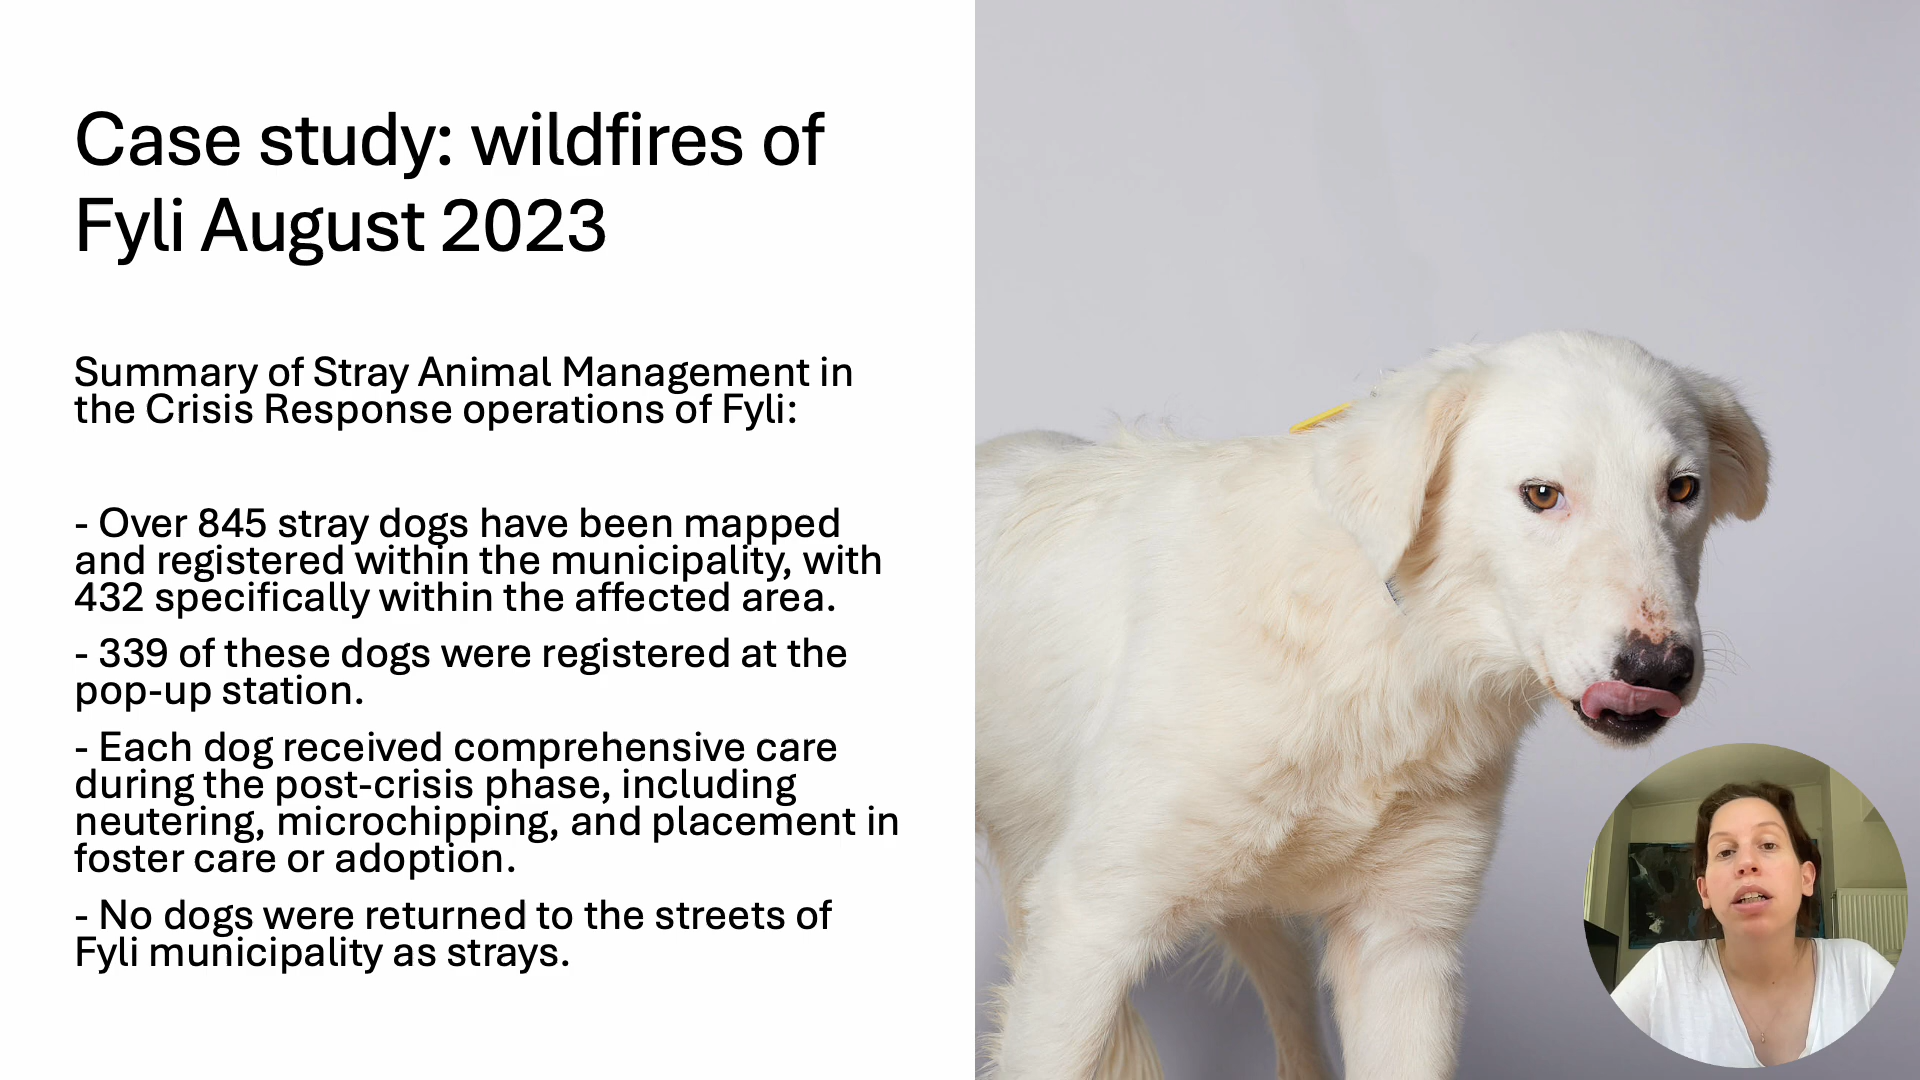 Case study: wildfires of
Fyli August 2023
Summary of Stray Animal Management in
the Crisis Response operations of Fyli:
- Over 845 stray dogs have been mapped
and registered within the municipality, with
432 specifically within the affected area.
- 339 of these dogs were registered at the
pop-up station.
- Each dog received comprehensive care
during the post-crisis phase, including
neutering, microchipping, and placement in
foster care or adoption.
- No dogs were returned to the streets of
Fyli municipality as strays.